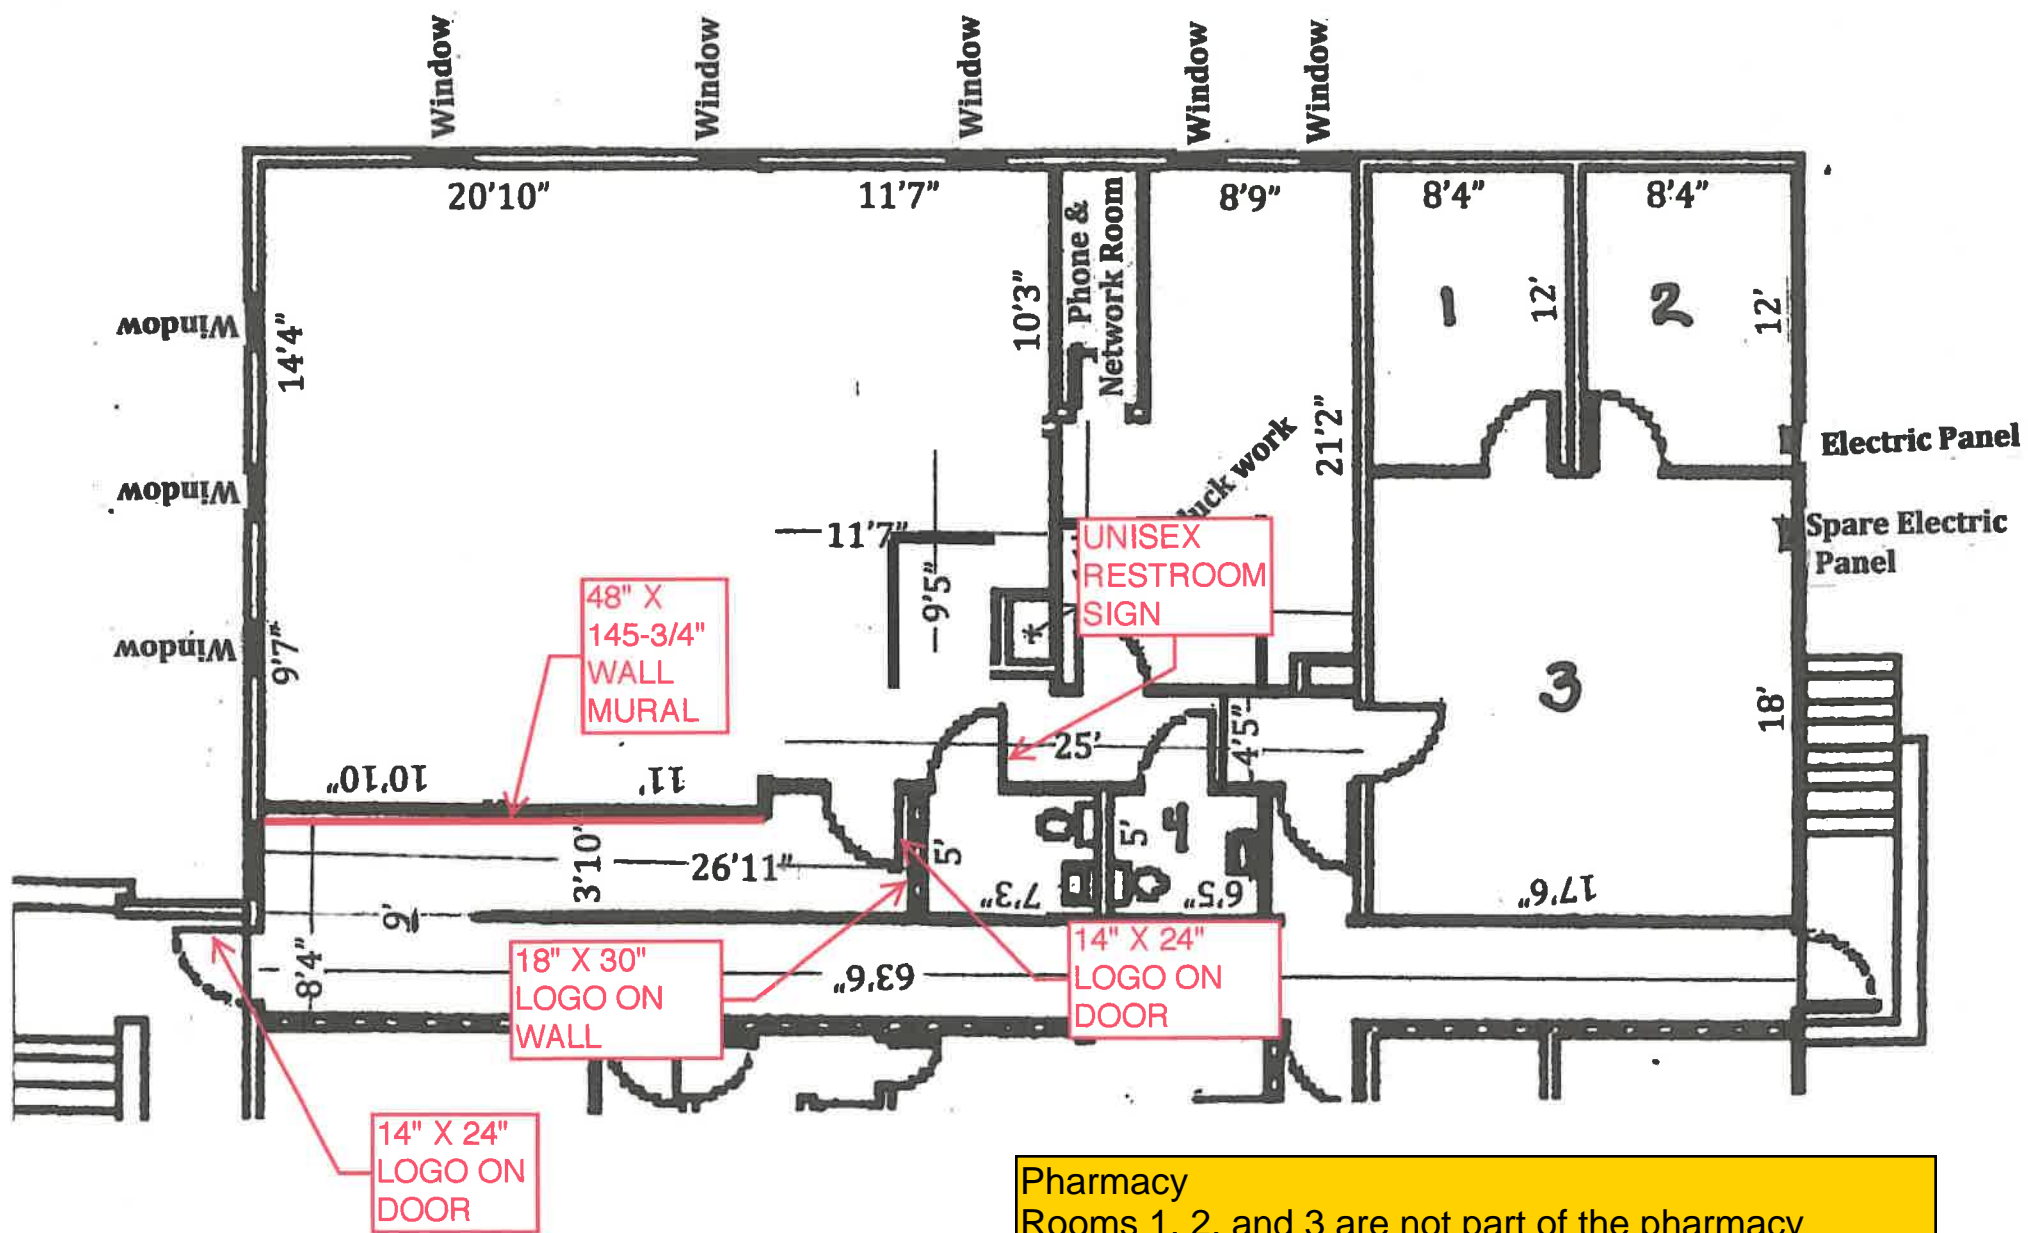 Window
Window
Window
Window
Window
20'10"
11'7"
8'9"
8'4"
8'4"
Phone &
Network Room
10'3"
12'
12'
1
2
Window
14'4"
21'2"
Electric Panel
Window
Spare Electric
Panel
11'7"
9'5"
UNISEX
RESTROOM
SIGN
48" X
145-3/4"
WALL
MURAL
Window
9'7"
3
18'
25'
4'5"
10'10"
11'
3'10'
26'11"
5'
5'
4
7'3"
6'5"
17'6"
9'
8'4"
63'6"
18" X 30"
LOGO ON
WALL
14" X 24"
LOGO ON
DOOR
14" X 24"
LOGO ON
DOOR
Pharmacy
Rooms 1, 2, and 3 are not part of the pharmacy